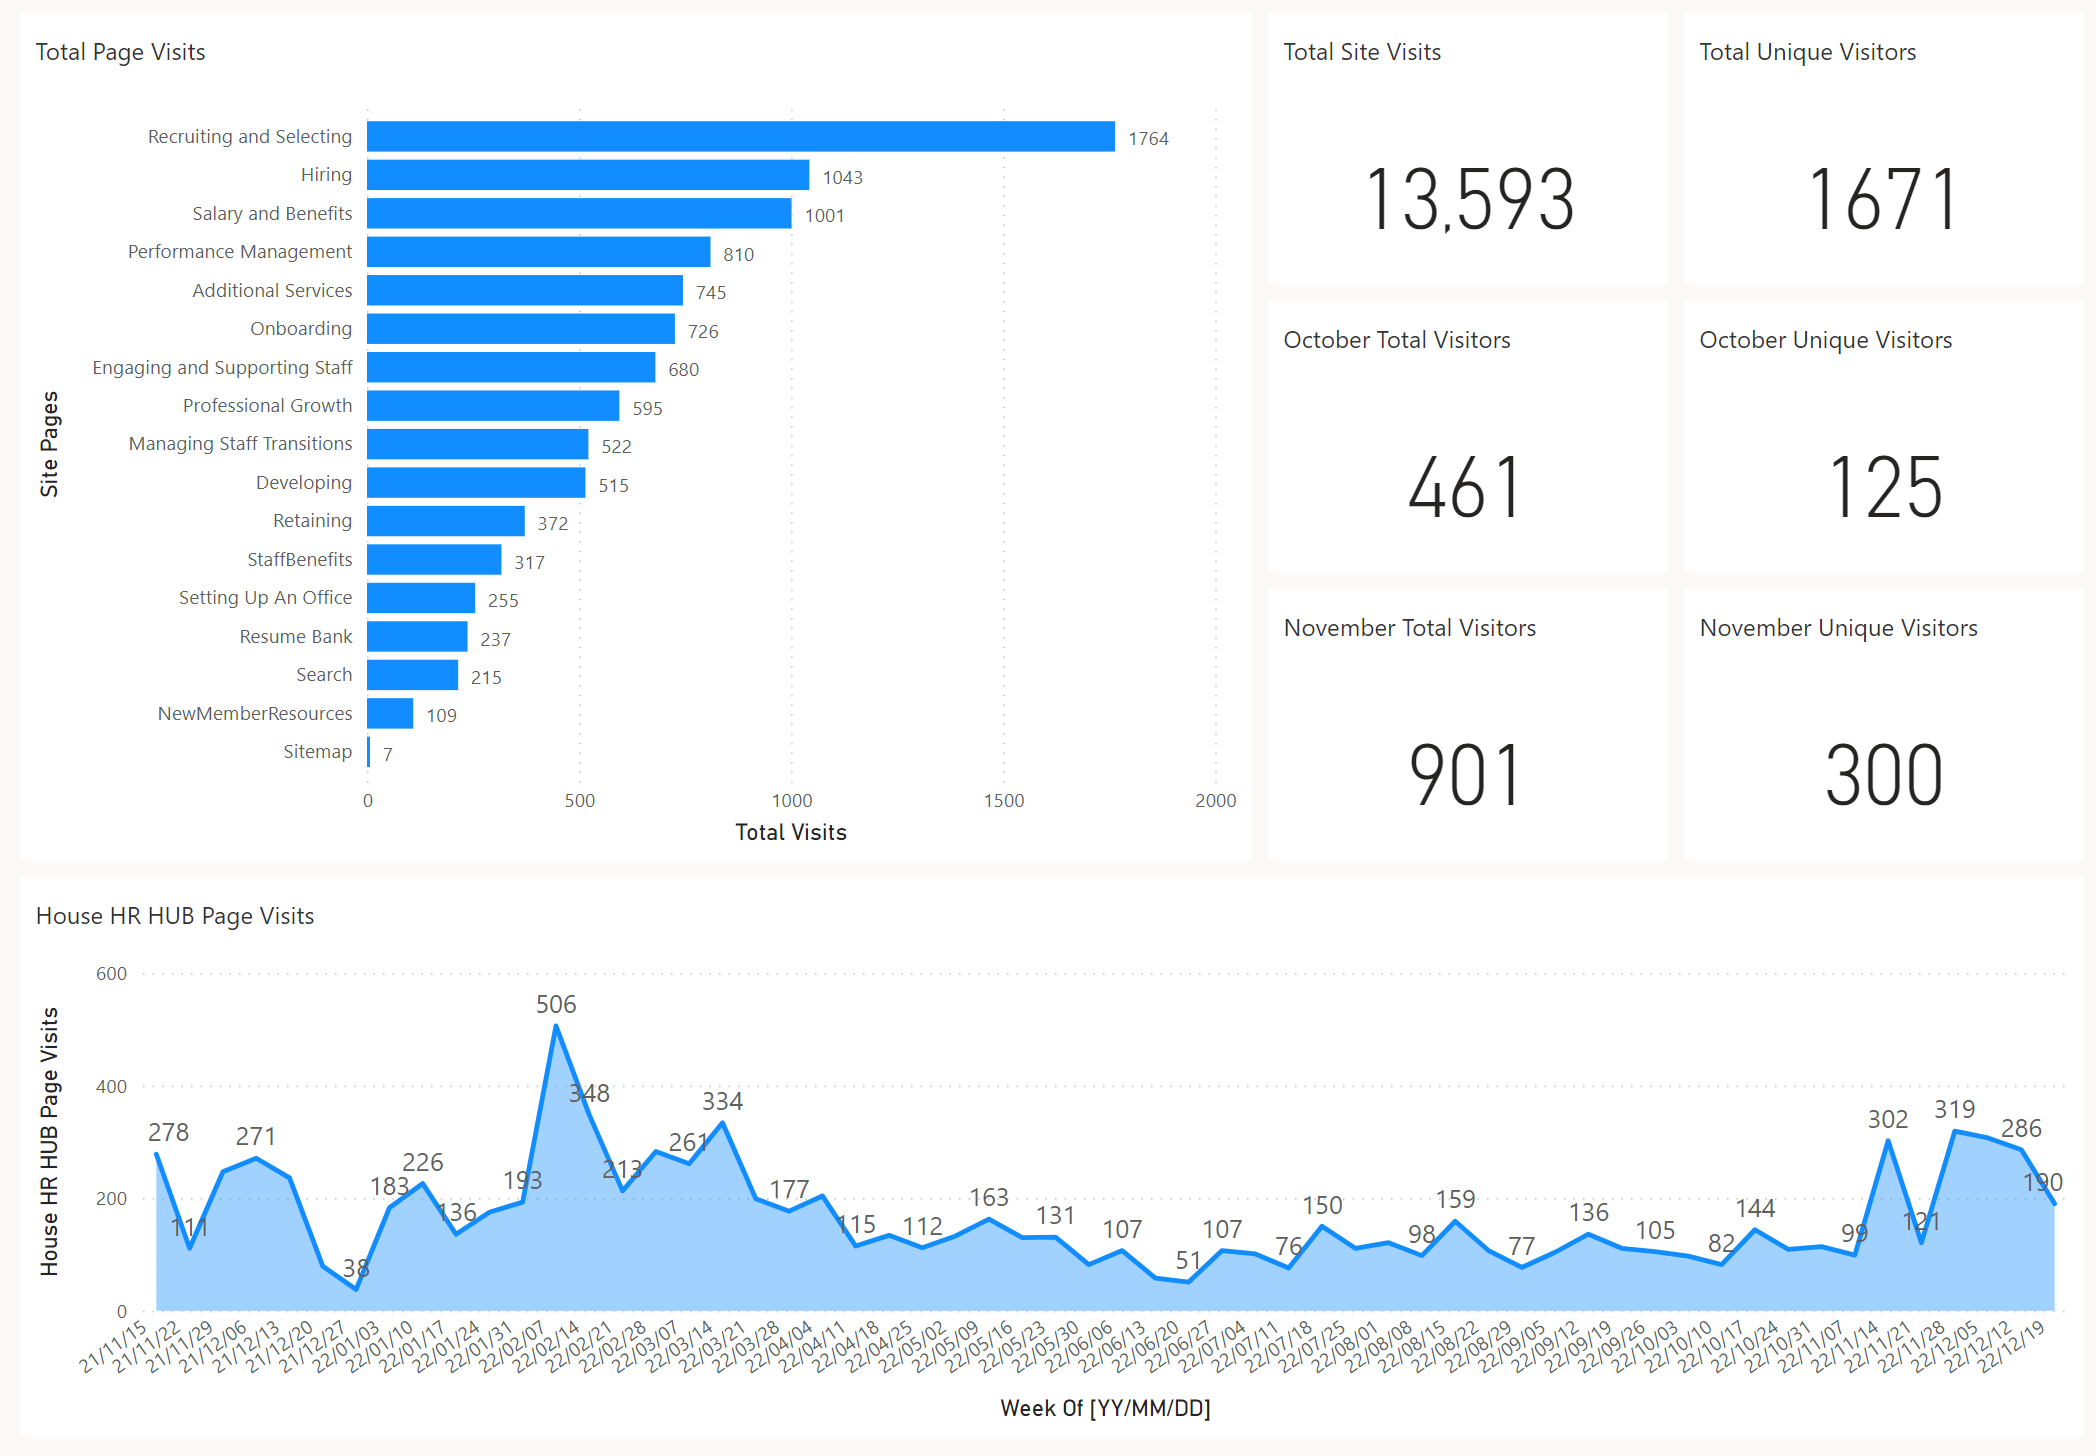 Total Page Visits
Site Pages
Recruiting and Selecting 1764
Hiring 1043
Salary and Benefits 1001
Performance Management 810
Additional Services 745
Onboarding 726
Engaging and Supporting Staff 680
Professional Growth 595
Managing Staff Transitions 522
Developing 515
Retaining 372
StaffBenefits 317
Setting Up An Office 255
Resume Bank 237
Search 215
NewMemberResources 109
Sitemap 7
0 500 1000 1500 2000
Total Visits
Total Site Visits
13,593
Total Unique Visitors
1671
October Total Visitors
461
October Unique Visitors
125
November Total Visitors
901
November Unique Visitors
300
House HR HUB Page Visits
House HR HUB Page Visits
600
400
200
0
278 111 271 38 183 226 136 193 506 348 213 261 334 177 115 112 163 131 107 51 107 76 150 98 159 77 136 105 82 144 99 302 121 319 286 190
21/11/15 21/11/22 21/11/29 21/12/06 21/12/13 21/12/20 21/12/27 22/01/03 22/01/10 22/01/17 22/01/24 22/01/31 22/02/07 22/02/14 22/02/21 22/02/28 22/03/07 22/03/14 22/03/21 22/03/28 22/04/04 22/04/11 22/04/18 22/04/25 22/05/02 22/05/09 22/05/16 22/05/23 22/05/30 22/06/06 22/06/13 22/06/20 22/06/27 22/07/04 22/07/11 22/07/18 22/07/25 22/08/01 22/08/08 22/08/15 22/08/22 22/08/29 22/09/05 22/09/12 22/09/19 22/09/26 22/10/03 22/10/10 22/10/17 22/10/24 22/10/31 22/11/07 22/11/14 22/11/21 22/11/28 22/12/05 22/12/12 22/12/19
Week Of [YY/MM/DD]